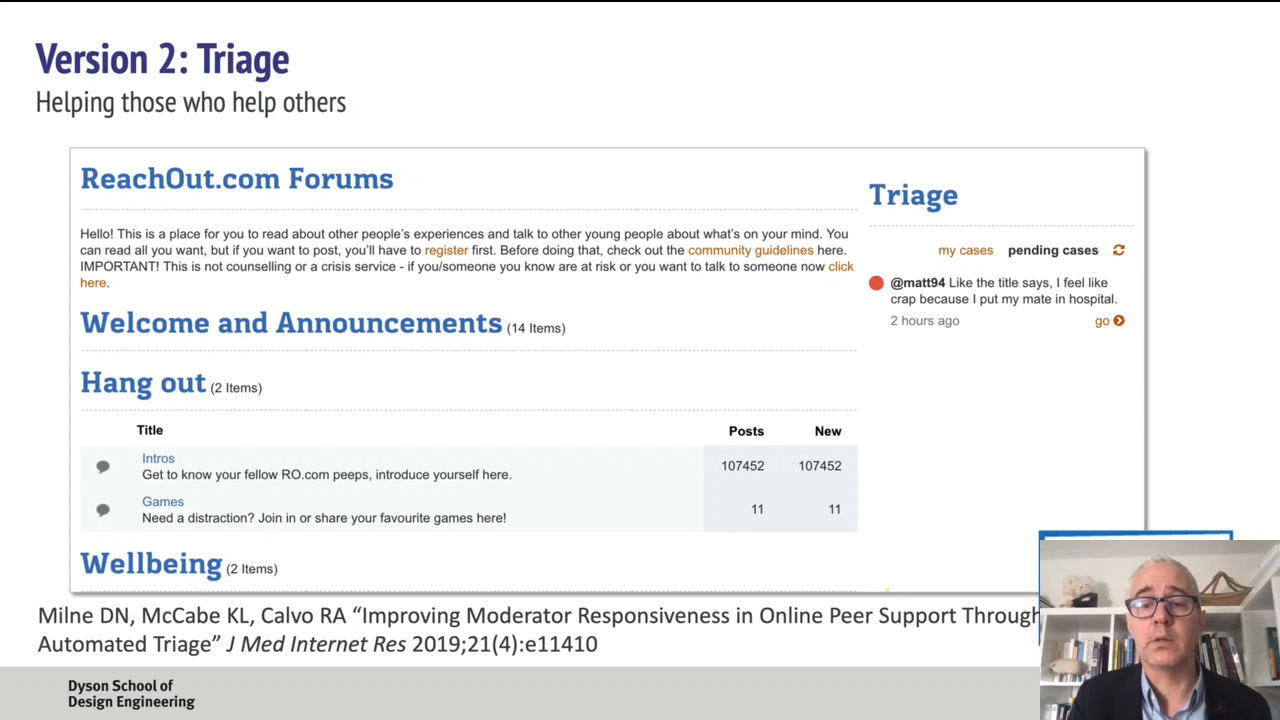 Version 2: Triage
Helping those who help others
ReachOut.com Forums
Hello! This is a place for you to read about other people's experiences and talk to other young people about what's on your mind. You
can read all you want, but if you want to post, you'll have to register first. Before doing that, check out the community guidelines here.
IMPORTANT! This is not counselling or a crisis service - if you/someone you know are at risk or you want to talk to someone now click
here.
Welcome and Announcements (14 Items)
Hang out (2 Items)
Title Posts New
Intros
Get to know your fellow RO.com peeps, introduce yourself here. 107452 107452
Games
Need a distraction? Join in or share your favourite games here! 11 11
Wellbeing (2 Items)
Triage
my cases pending cases
@matt94 Like the title says, I feel like
crap because I put my mate in hospital.
2 hours ago go
Milne DN, McCabe KL, Calvo RA “Improving Moderator Responsiveness in Online Peer Support Through
Automated Triage” J Med Internet Res 2019;21(4):e11410
Dyson School of
Design Engineering